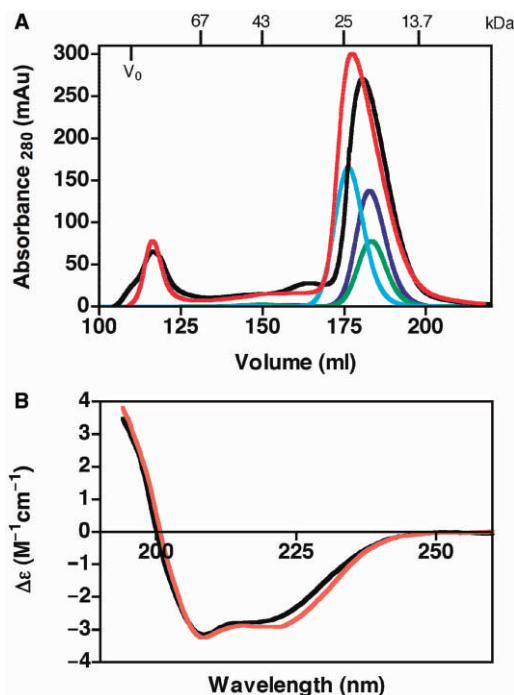 A
67 43 25 13.7 kDa
V0
Absorbance 280 (mAu)
300
250
200
150
100
50
0
100 125 150 175 200
Volume (ml)
B
Δε (M−1cm−1)
4
3
2
1
0
−1
−2
−3
−4
200 225 250
Wavelength (nm)